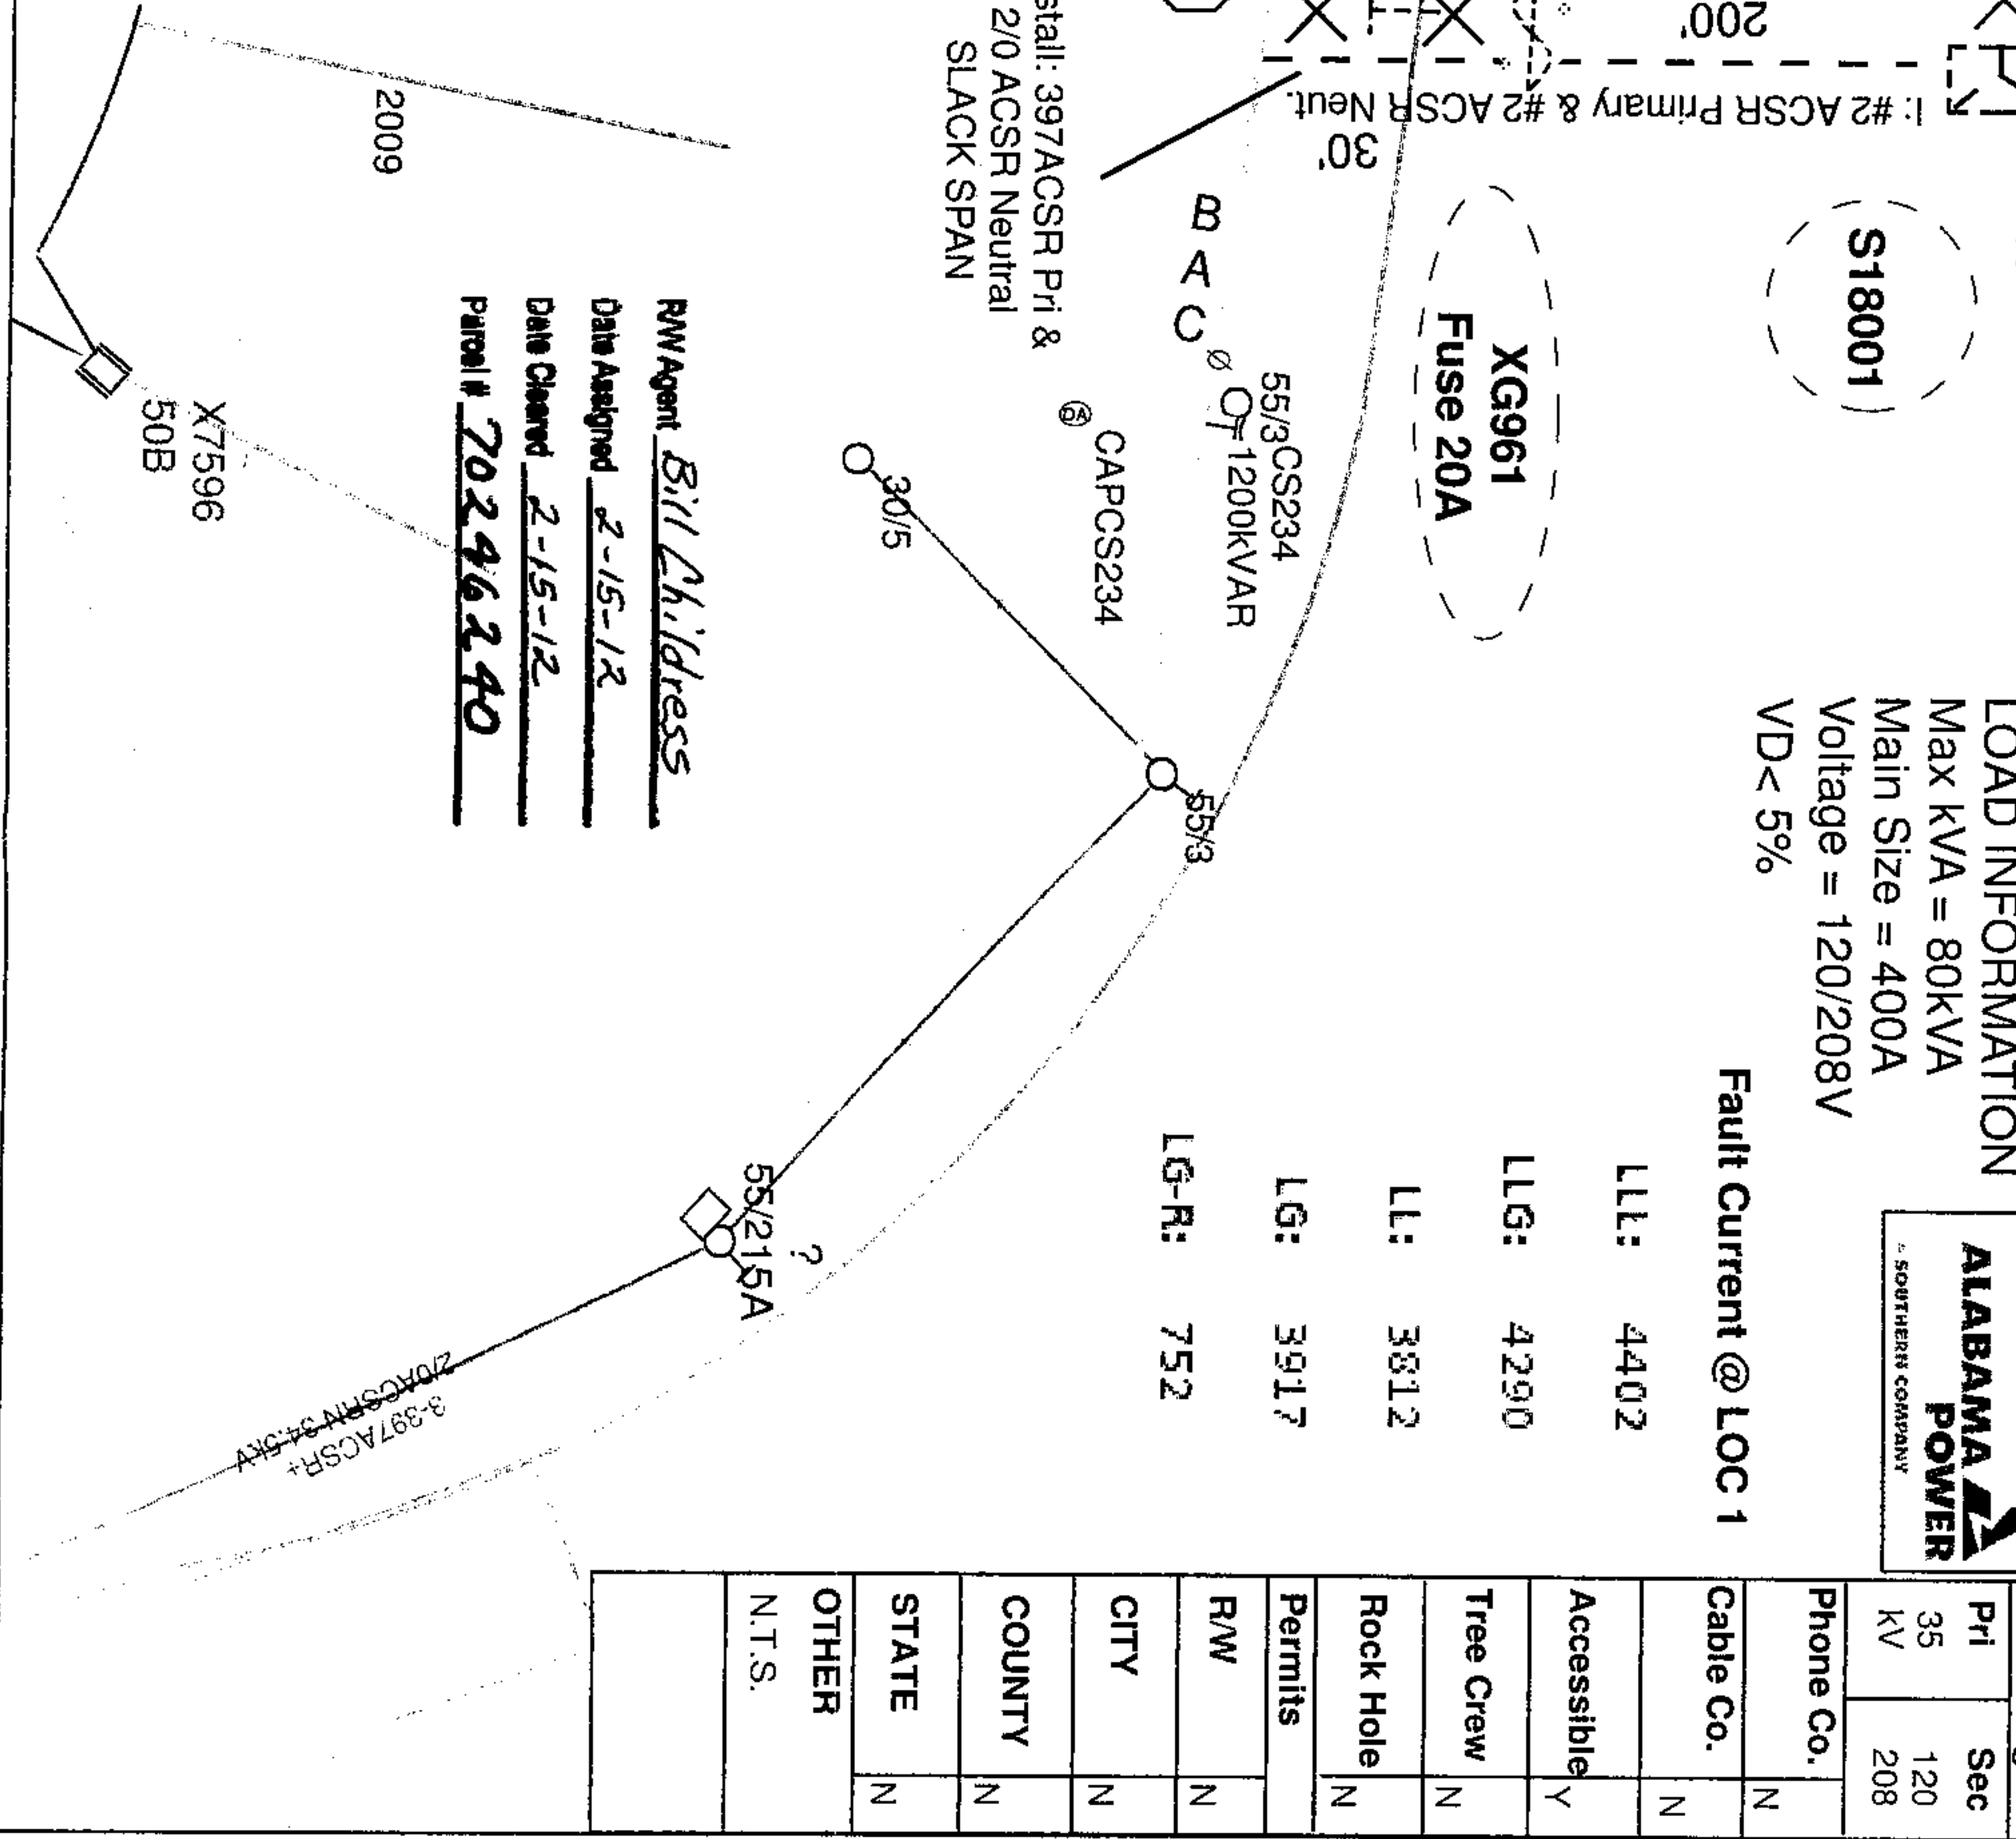 200'
I: #2 ACSR Primary & #2 ACSR Neut.
30'
S18001
XG961
Fuse 20A
LOAD INFORMATION
Max kVA = 80kVA
Main Size = 400A
Voltage = 120/208V
VD< 5%
ALABAMA
POWER
A SOUTHERN COMPANY
Fault Current @ LOC 1
LLL: 4402
LLG: 4290
LL: 3812
LG: 3917
LG-R: 752
Pri Sec
35 120
kV 208
Phone Co. N
Cable Co. N
Accessible Y
Tree Crew N
Rock Hole N
Permits
R/W N
CITY N
COUNTY N
STATE N
OTHER
N.T.S.
stall: 397ACSR Pri &
2/0 ACSR Neutral
SLACK SPAN
B
A
C
Ø
55/3CS234
1200kVAR
DA
CAPCS234
30/5
55/3
55/215A
?
3-397ACSR+
2/0ACSRN 34.5kV
2009
R/W Agent Bill Childress
Date Assigned 2-15-12
Date Cleared 2-15-12
Parcel # 70246240
X7596
50B